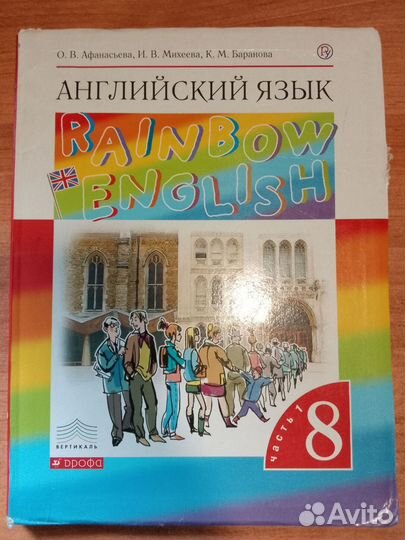 О. В. Афанасьева, И. В. Михеева, К. М. Баранова
АНГЛИЙСКИЙ ЯЗЫК
RAINBOW
ENGLISH
часть 1
8
ВЕРТИКАЛЬ
ДРОФА
Avito